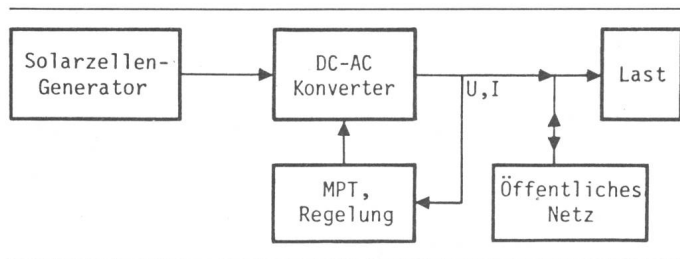 Solarzellen-
Generator
DC-AC
Konverter
U,I
Last
MPT,
Regelung
Öffentliches
Netz